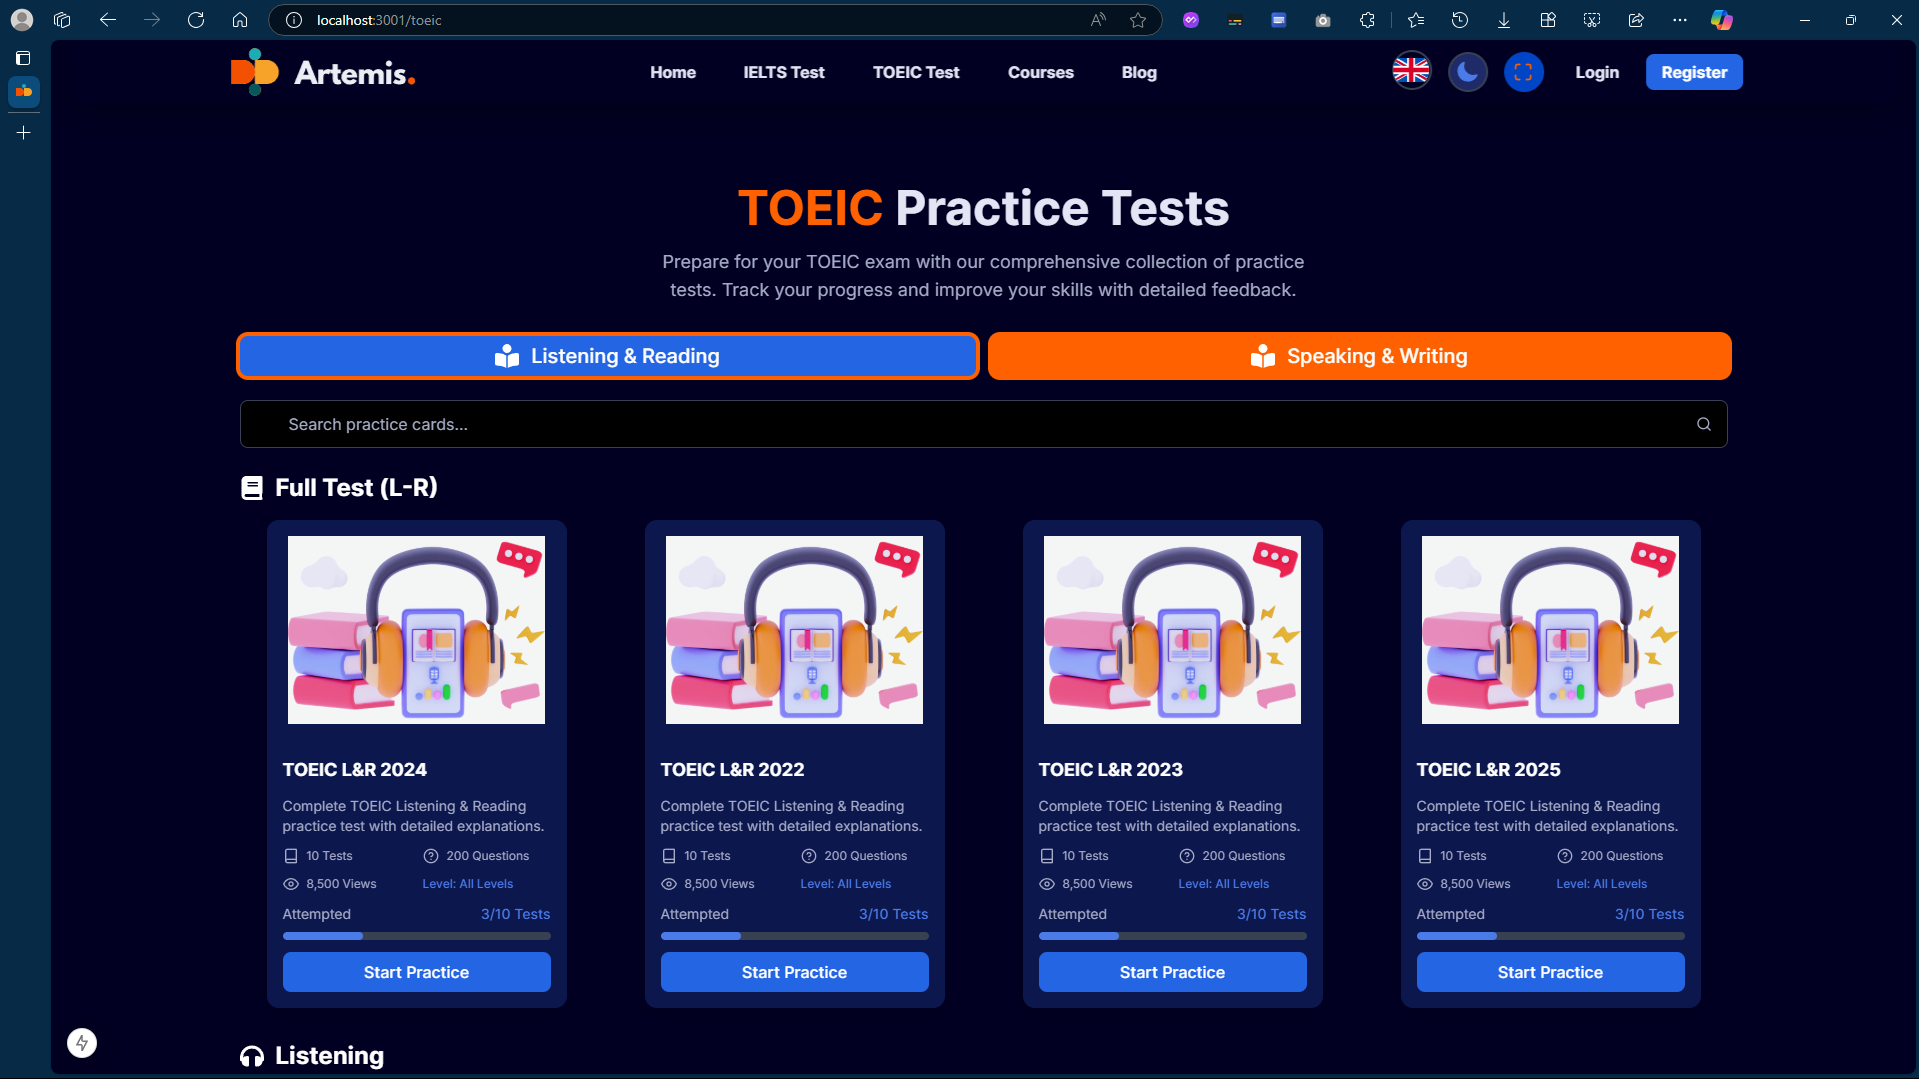 localhost:3001/toeic
Artemis.
Home
IELTS Test
TOEIC Test
Courses
Blog
Login
Register
TOEIC Practice Tests
Prepare for your TOEIC exam with our comprehensive collection of practice
tests. Track your progress and improve your skills with detailed feedback.
Listening & Reading
Speaking & Writing
Search practice cards...
Full Test (L-R)
TOEIC L&R 2024
Complete TOEIC Listening & Reading
practice test with detailed explanations.
10 Tests
200 Questions
8,500 Views
Level: All Levels
Attempted
3/10 Tests
Start Practice
TOEIC L&R 2022
Complete TOEIC Listening & Reading
practice test with detailed explanations.
10 Tests
200 Questions
8,500 Views
Level: All Levels
Attempted
3/10 Tests
Start Practice
TOEIC L&R 2023
Complete TOEIC Listening & Reading
practice test with detailed explanations.
10 Tests
200 Questions
8,500 Views
Level: All Levels
Attempted
3/10 Tests
Start Practice
TOEIC L&R 2025
Complete TOEIC Listening & Reading
practice test with detailed explanations.
10 Tests
200 Questions
8,500 Views
Level: All Levels
Attempted
3/10 Tests
Start Practice
Listening